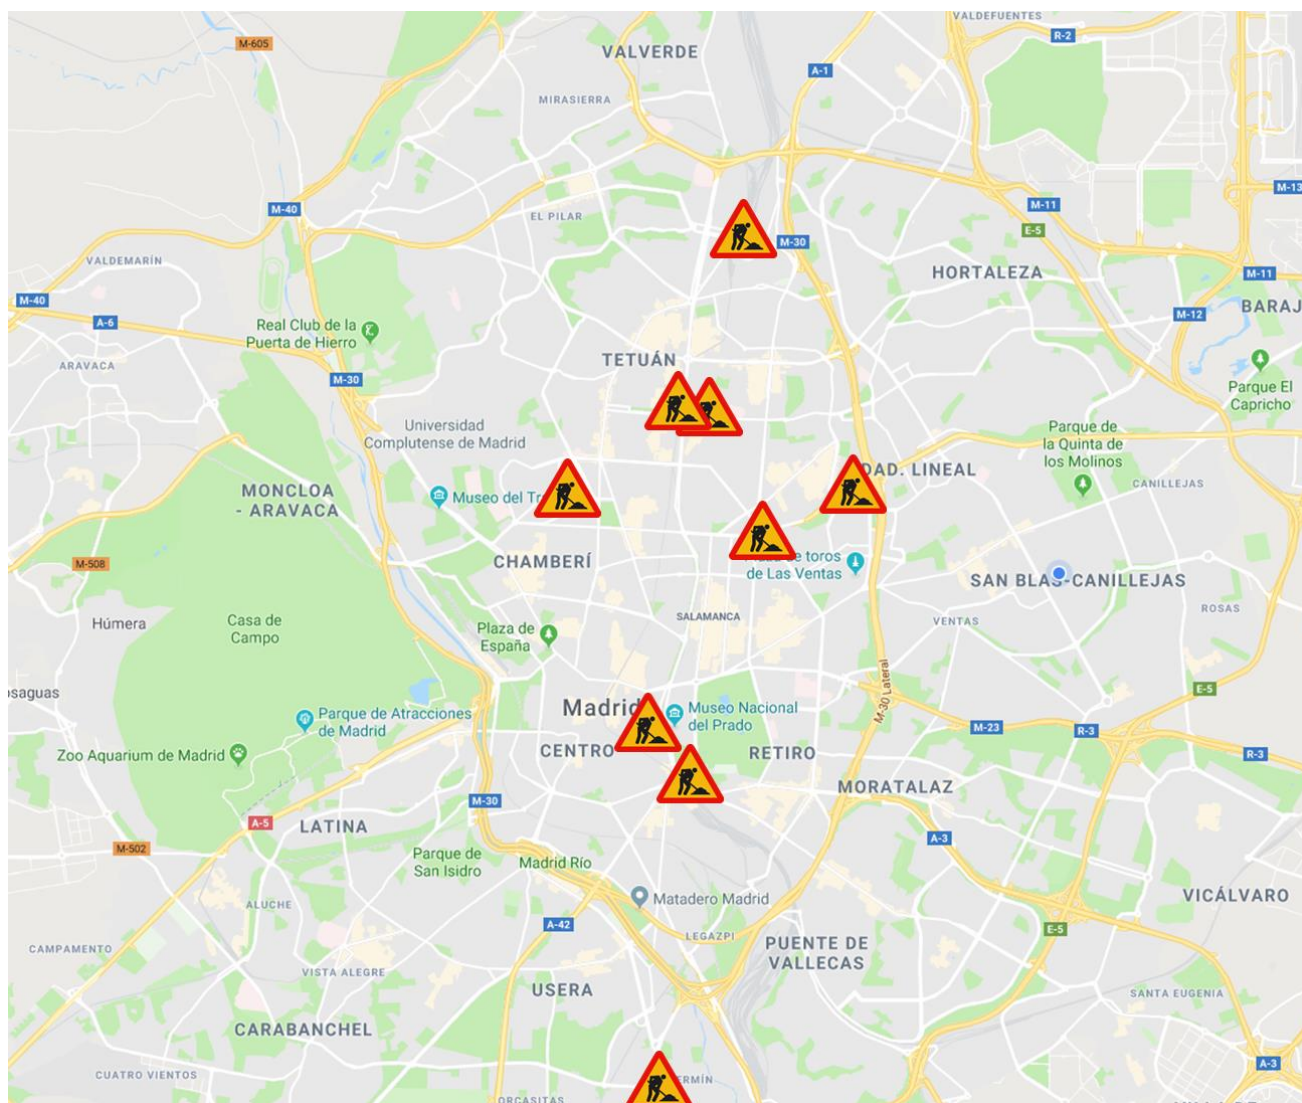 VALDEFUENTES
M-605
R-2
VALVERDE
A-1
MIRASIERRA
M-13
M-40
M-11
EL PILAR
E-5
M-30
VALDEMARÍN
HORTALEZA
M-11
M-40
BARAJ
A-6
M-12
Real Club de la
Puerta de Hierro
TETUÁN
ARAVACA
M-30
Parque El
Capricho
Universidad
Complutense de Madrid
Parque de
la Quinta de
los Molinos
DAD. LINEAL
CANILLEJAS
MONCLOA
- ARAVACA
Museo del Tr
CHAMBERÍ
de toros
de Las Ventas
M-508
SAN BLAS-CANILLEJAS
ROSAS
Húmera
Casa de
Campo
SALAMANCA
VENTAS
Plaza de
España
M-30 Lateral
osaguas
E-5
Parque de Atracciones
de Madrid
Madrid
Museo Nacional
del Prado
M-23
R-3
Zoo Aquarium de Madrid
CENTRO
RETIRO
R-3
MORATALAZ
M-30
A-5
LATINA
A-3
M-502
Parque de
San Isidro
Madrid Río
Matadero Madrid
VICÁLVARO
ALUCHE
A-42
E-5
LEGAZPI
CAMPAMENTO
PUENTE DE
VALLECAS
VISTA ALEGRE
USERA
SANTA EUGENIA
CARABANCHEL
A-3
CUATRO VIENTOS
ERMÍN
ORCASITAS